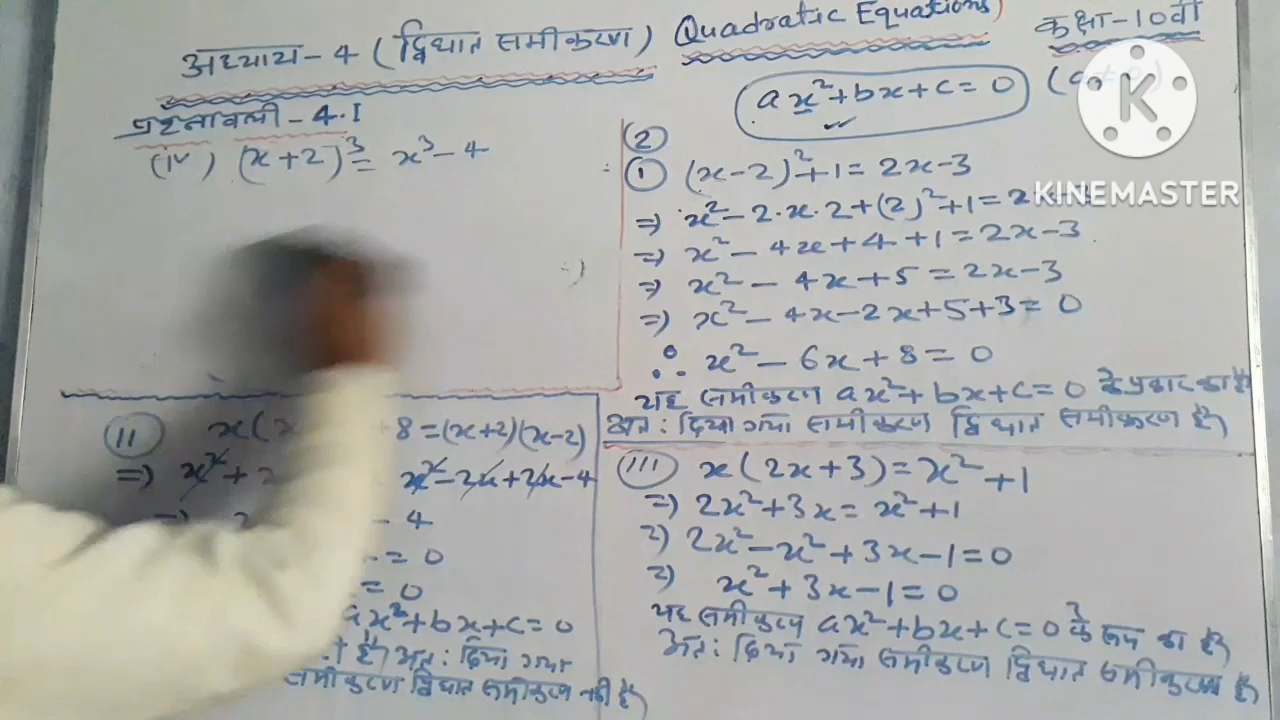 अध्याय-4 (द्विघात समीकरण) Quadratic Equations) कक्षा-10वीं
ax²+bx+c=0
K
KINEMASTER
प्रश्नावली-4.I
(iv) (x+2)³= x³-4
②
① (x-2)²+1=2x-3
=) x²-2·x·2+(2)²+1=2x-3
=) x²-4x+4+1=2x-3
=) x²-4x+5=2x-3
=) x²-4x-2x+5+3=0
∴ x²-6x+8=0
यह समीकरण ax²+bx+c=0 के प्रकार का है
अत: दिया गया समीकरण द्विघात समीकरण है
(II) x( +8=(x+2)(x-2)
=) x²+ x²-2x+2x-4
-4
=0
=0
ax²+bx+c=0
है अत: दिया गया
समीकरण द्विघात समीकरण नही है
(III) x(2x+3)=x²+1
=) 2x²+3x=x²+1
=) 2x²-x²+3x-1=0
=) x²+3x-1=0
यह समीकरण ax²+bx+c=0 के रूप का है
अत: दिया गया समीकरण द्विघात समीकरण है